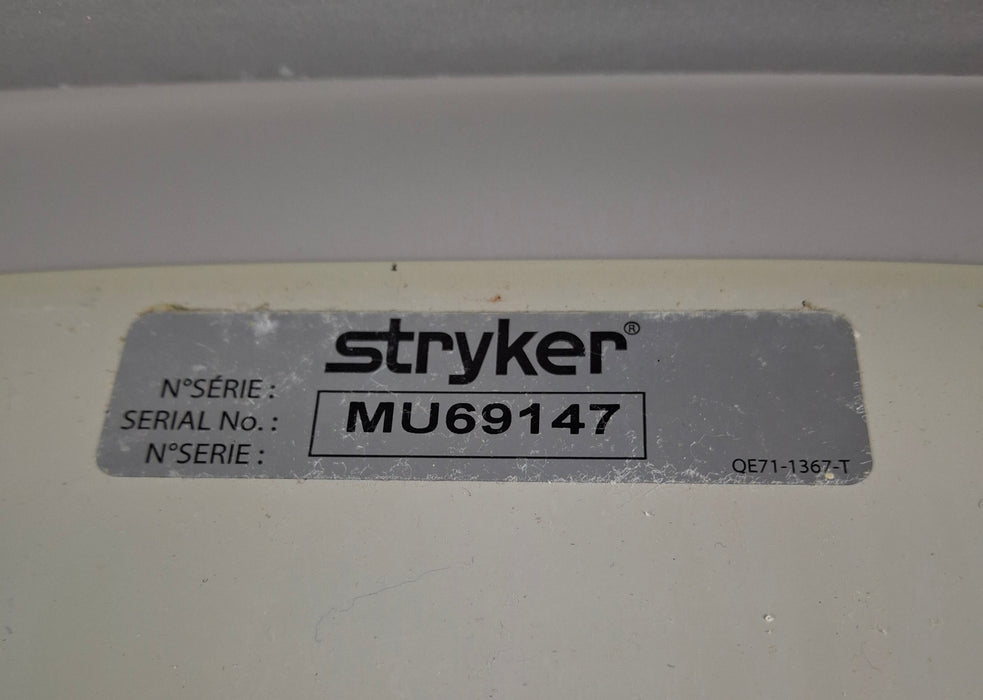 stryker®
N°SÉRIE :
SERIAL No. :
N°SERIE :
MU69147
QE71-1367-T